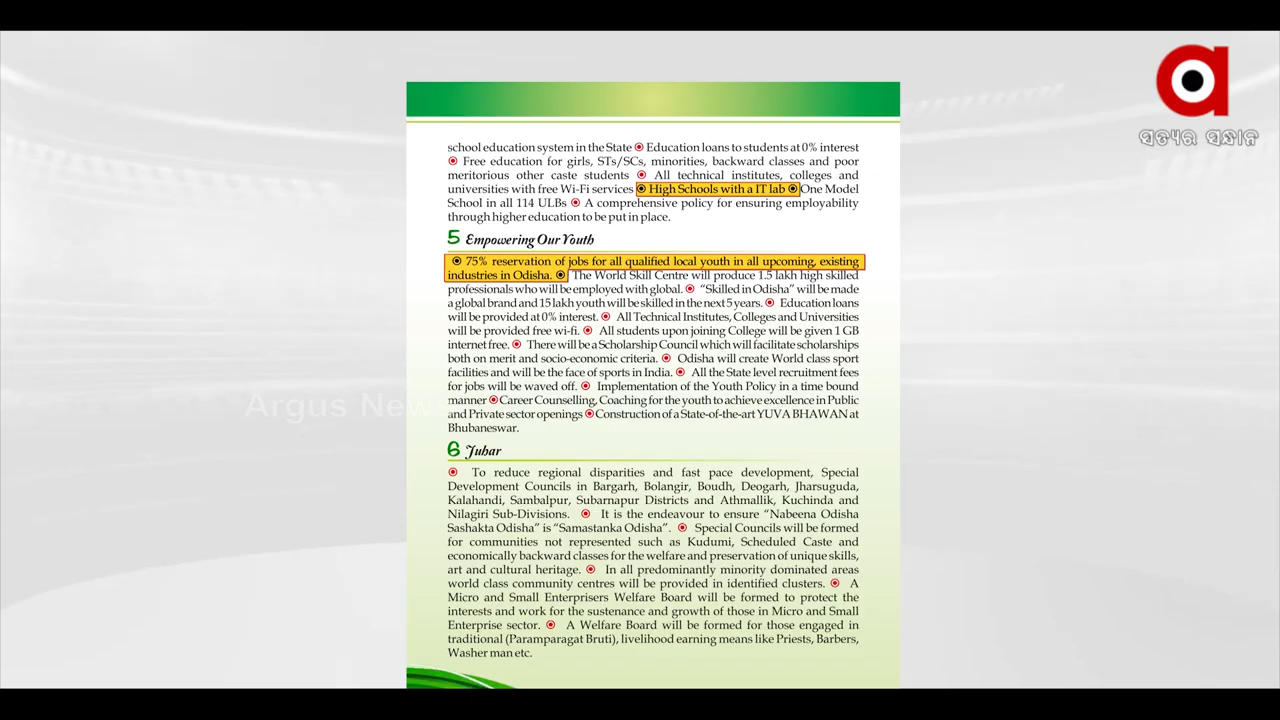 ସତ୍ୟର ସନ୍ଧାନ
school education system in the State ◉ Education loans to students at 0% interest
◉ Free education for girls, STs/SCs, minorities, backward classes and poor
meritorious other caste students ◉ All technical institutes, colleges and
universities with free Wi-Fi services ◉ High Schools with a IT lab ◉ One Model
School in all 114 ULBs ◉ A comprehensive policy for ensuring employability
through higher education to be put in place.
5 Empowering Our Youth
◉ 75% reservation of jobs for all qualified local youth in all upcoming, existing
industries in Odisha. ◉ The World Skill Centre will produce 1.5 lakh high skilled
professionals who will be employed with global. ◉ “Skilled in Odisha” will be made
a global brand and 15 lakh youth will be skilled in the next 5 years. ◉ Education loans
will be provided at 0% interest. ◉ All Technical Institutes, Colleges and Universities
will be provided free wi-fi. ◉ All students upon joining College will be given 1 GB
internet free. ◉ There will be a Scholarship Council which will facilitate scholarships
both on merit and socio-economic criteria. ◉ Odisha will create World class sport
facilities and will be the face of sports in India. ◉ All the State level recruitment fees
for jobs will be waved off. ◉ Implementation of the Youth Policy in a time bound
manner ◉ Career Counselling, Coaching for the youth to achieve excellence in Public
and Private sector openings ◉ Construction of a State-of-the-art YUVA BHAWAN at
Bhubaneswar.
Argus News
6 Juhar
◉ To reduce regional disparities and fast pace development, Special
Development Councils in Bargarh, Bolangir, Boudh, Deogarh, Jharsuguda,
Kalahandi, Sambalpur, Subarnapur Districts and Athmallik, Kuchinda and
Nilagiri Sub-Divisions. ◉ It is the endeavour to ensure “Nabeena Odisha
Sashakta Odisha” is “Samastanka Odisha”. ◉ Special Councils will be formed
for communities not represented such as Kudumi, Scheduled Caste and
economically backward classes for the welfare and preservation of unique skills,
art and cultural heritage. ◉ In all predominantly minority dominated areas
world class community centres will be provided in identified clusters. ◉ A
Micro and Small Enterprisers Welfare Board will be formed to protect the
interests and work for the sustenance and growth of those in Micro and Small
Enterprise sector. ◉ A Welfare Board will be formed for those engaged in
traditional (Paramparagat Bruti), livelihood earning means like Priests, Barbers,
Washer man etc.